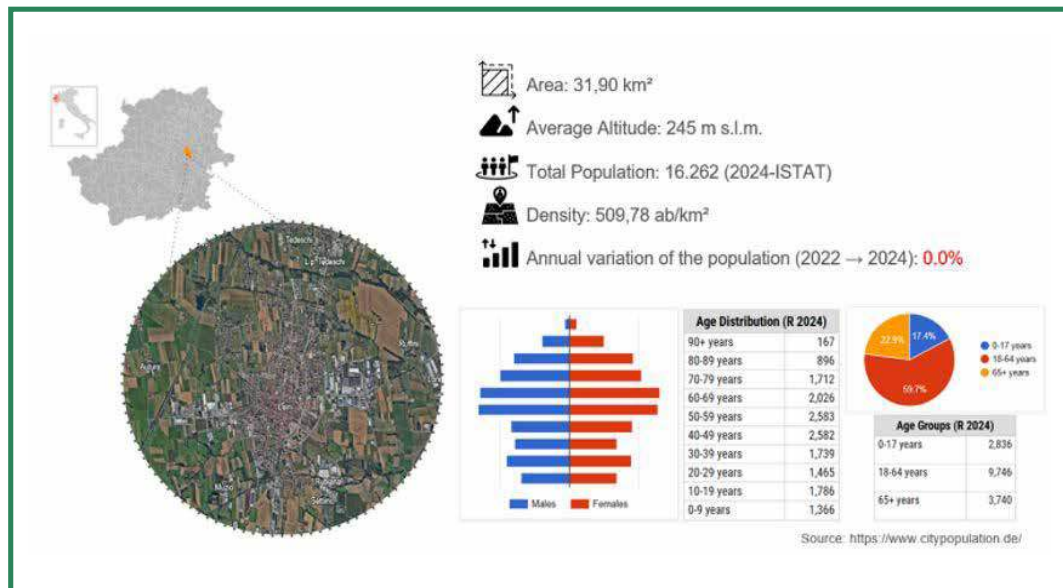 Area: 31,90 km²
Average Altitude: 245 m s.l.m.
Total Population: 16.262 (2024-ISTAT)
Density: 509,78 ab/km²
Annual variation of the population (2022 → 2024): 0.0%
Tedeschi
L.p. Tedeschi
Males
Females
Age Distribution (R 2024)
90+ years 167
80-89 years 896
70-79 years 1,712
60-69 years 2,026
50-59 years 2,583
40-49 years 2,582
30-39 years 1,739
20-29 years 1,465
10-19 years 1,786
0-9 years 1,366
22.9%
17.4%
59.7%
0-17 years
18-64 years
65+ years
Age Groups (R 2024)
0-17 years 2,836
18-64 years 9,746
65+ years 3,740
Source: https://www.citypopulation.de/